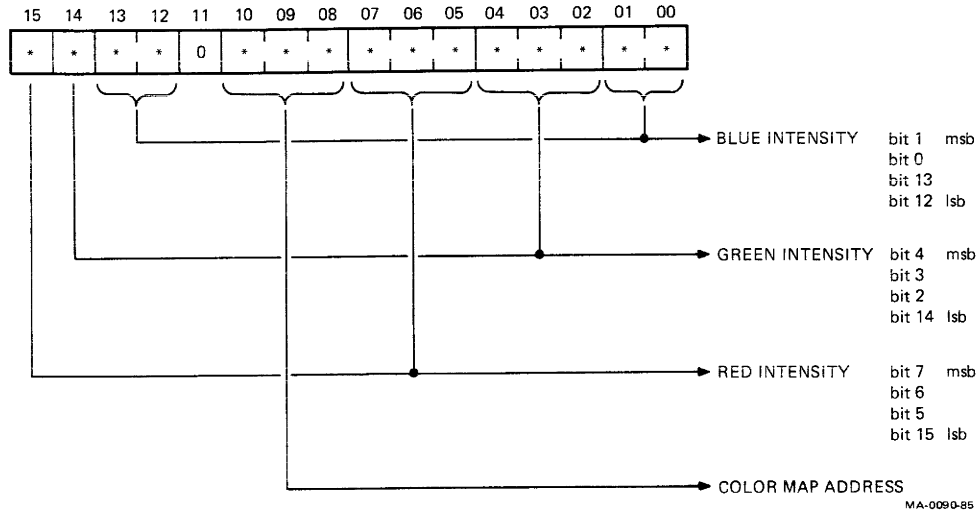 15 14 13 12 11 10 09 08 07 06 05 04 03 02 01 00
* * * * 0 * * * * * * * * * * *
BLUE INTENSITY bit 1 msb
bit 0
bit 13
bit 12 lsb
GREEN INTENSITY bit 4 msb
bit 3
bit 2
bit 14 lsb
RED INTENSITY bit 7 msb
bit 6
bit 5
bit 15 lsb
COLOR MAP ADDRESS
MA-0090-85